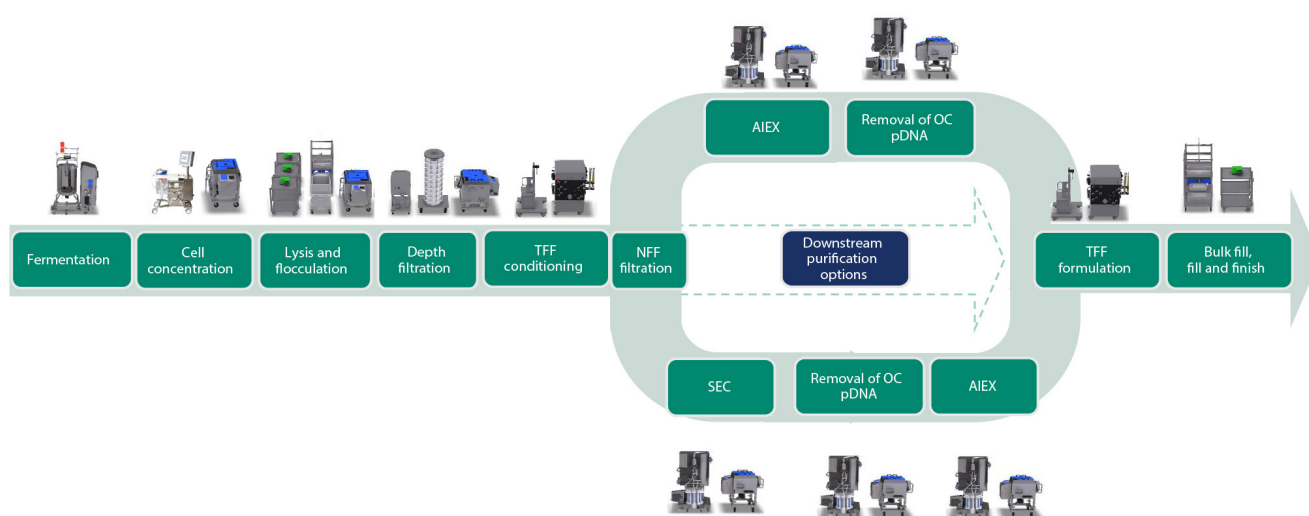 AIEX
Removal of OC
pDNA
Fermentation
Cell
concentration
Lysis and
flocculation
Depth
filtration
TFF
conditioning
NFF
filtration
Downstream
purification
options
TFF
formulation
Bulk fill,
fill and finish
SEC
Removal of OC
pDNA
AIEX